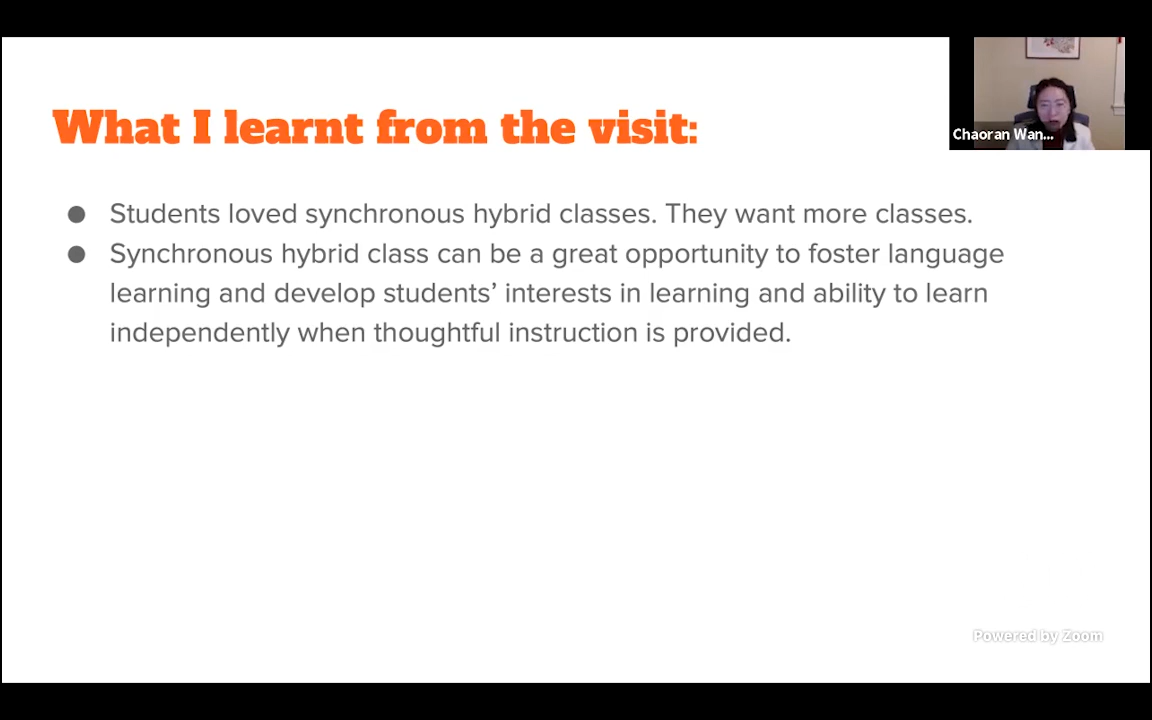 What I learnt from the visit:
Chaoran Wan...
● Students loved synchronous hybrid classes. They want more classes.
● Synchronous hybrid class can be a great opportunity to foster language
learning and develop students’ interests in learning and ability to learn
independently when thoughtful instruction is provided.
Powered by Zoom